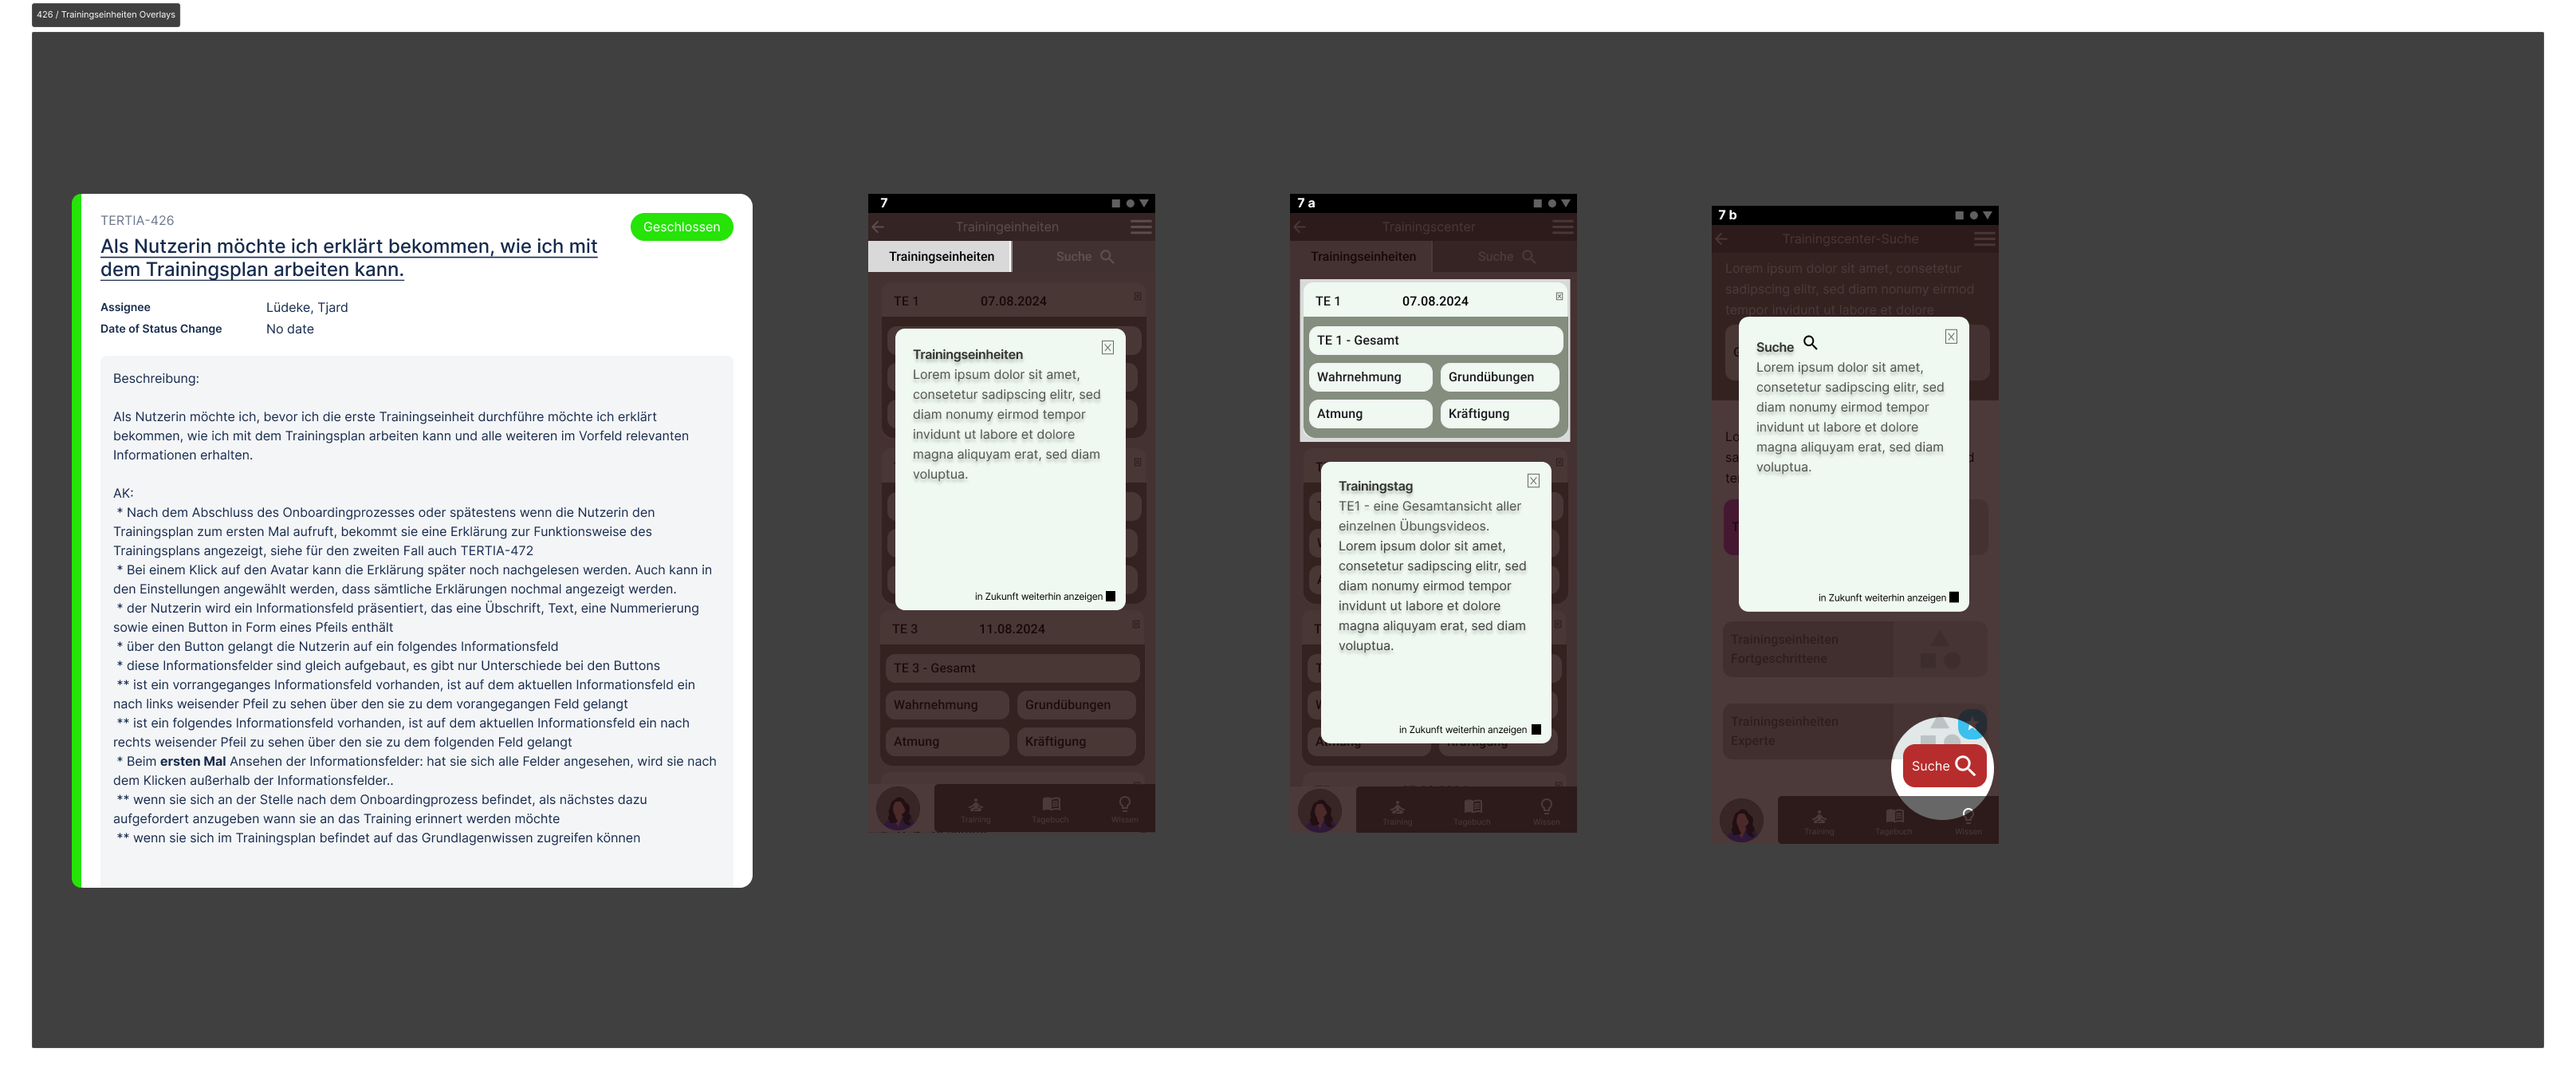 426 / Trainingseinheiten Overlays
TERTIA-426
Geschlossen
Als Nutzerin möchte ich erklärt bekommen, wie ich mit
dem Trainingsplan arbeiten kann.
Assignee Lüdeke, Tjard
Date of Status Change No date
Beschreibung:
Als Nutzerin möchte ich, bevor ich die erste Trainingseinheit durchführe möchte ich erklärt
bekommen, wie ich mit dem Trainingsplan arbeiten kann und alle weiteren im Vorfeld relevanten
Informationen erhalten.
AK:
* Nach dem Abschluss des Onboardingprozesses oder spätestens wenn die Nutzerin den
Trainingsplan zum ersten Mal aufruft, bekommt sie eine Erklärung zur Funktionsweise des
Trainingsplans angezeigt, siehe für den zweiten Fall auch TERTIA-472
* Bei einem Klick auf den Avatar kann die Erklärung später noch nachgelesen werden. Auch kann in
den Einstellungen angewählt werden, dass sämtliche Erklärungen nochmal angezeigt werden.
* der Nutzerin wird ein Informationsfeld präsentiert, das eine Übschrift, Text, eine Nummerierung
sowie einen Button in Form eines Pfeils enthält
* über den Button gelangt die Nutzerin auf ein folgendes Informationsfeld
* diese Informationsfelder sind gleich aufgebaut, es gibt nur Unterschiede bei den Buttons
** ist ein vorrangeganges Informationsfeld vorhanden, ist auf dem aktuellen Informationsfeld ein
nach links weisender Pfeil zu sehen über den sie zu dem vorangegangen Feld gelangt
** ist ein folgendes Informationsfeld vorhanden, ist auf dem aktuellen Informationsfeld ein nach
rechts weisender Pfeil zu sehen über den sie zu dem folgenden Feld gelangt
* Beim ersten Mal Ansehen der Informationsfelder: hat sie sich alle Felder angesehen, wird sie nach
dem Klicken außerhalb der Informationsfelder..
** wenn sie sich an der Stelle nach dem Onboardingprozess befindet, als nächstes dazu
aufgefordert anzugeben wann sie an das Training erinnert werden möchte
** wenn sie sich im Trainingsplan befindet auf das Grundlagenwissen zugreifen können
7
Traningeinheiten
Trainingseinheiten Suche
TE 1 07.08.2024
Trainingseinheiten
Lorem ipsum dolor sit amet,
consetetur sadipscing elitr, sed
diam nonumy eirmod tempor
invidunt ut labore et dolore
magna aliquyam erat, sed diam
voluptua.
in Zukunft weiterhin anzeigen
TE 3 11.08.2024
TE 3 - Gesamt
Wahrnehmung Grundübungen
Atmung Kräftigung
Training Tagebuch Wissen
7 a
Trainingscenter
Trainingseinheiten Suche
TE 1 07.08.2024
TE 1 - Gesamt
Wahrnehmung Grundübungen
Atmung Kräftigung
Trainingstag
TE1 - eine Gesamtansicht aller
einzelnen Übungsvideos.
Lorem ipsum dolor sit amet,
consetetur sadipscing elitr, sed
diam nonumy eirmod tempor
invidunt ut labore et dolore
magna aliquyam erat, sed diam
voluptua.
in Zukunft weiterhin anzeigen
Training Tagebuch Wissen
7 b
Trainingscenter-Suche
Lorem ipsum dolor sit amet, consetetur
sadipscing elitr, sed diam nonumy eirmod
tempor invidunt ut labore et dolore
Suche
Lorem ipsum dolor sit amet,
consetetur sadipscing elitr, sed
diam nonumy eirmod tempor
invidunt ut labore et dolore
magna aliquyam erat, sed diam
voluptua.
in Zukunft weiterhin anzeigen
Trainingseinheiten
Fortgeschrittene
Trainingseinheiten
Experte
Suche
Training Tagebuch Wissen